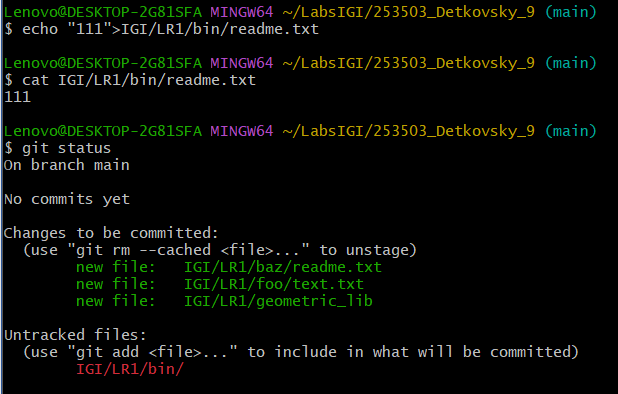 Lenovo@DESKTOP-2G81SFA MINGW64 ~/LabsIGI/253503_Detkovsky_9 (main)
$ echo "111">IGI/LR1/bin/readme.txt
Lenovo@DESKTOP-2G81SFA MINGW64 ~/LabsIGI/253503_Detkovsky_9 (main)
$ cat IGI/LR1/bin/readme.txt
111
Lenovo@DESKTOP-2G81SFA MINGW64 ~/LabsIGI/253503_Detkovsky_9 (main)
$ git status
On branch main
No commits yet
Changes to be committed:
  (use "git rm --cached <file>..." to unstage)
        new file:   IGI/LR1/baz/readme.txt
        new file:   IGI/LR1/foo/text.txt
        new file:   IGI/LR1/geometric_lib
Untracked files:
  (use "git add <file>..." to include in what will be committed)
        IGI/LR1/bin/